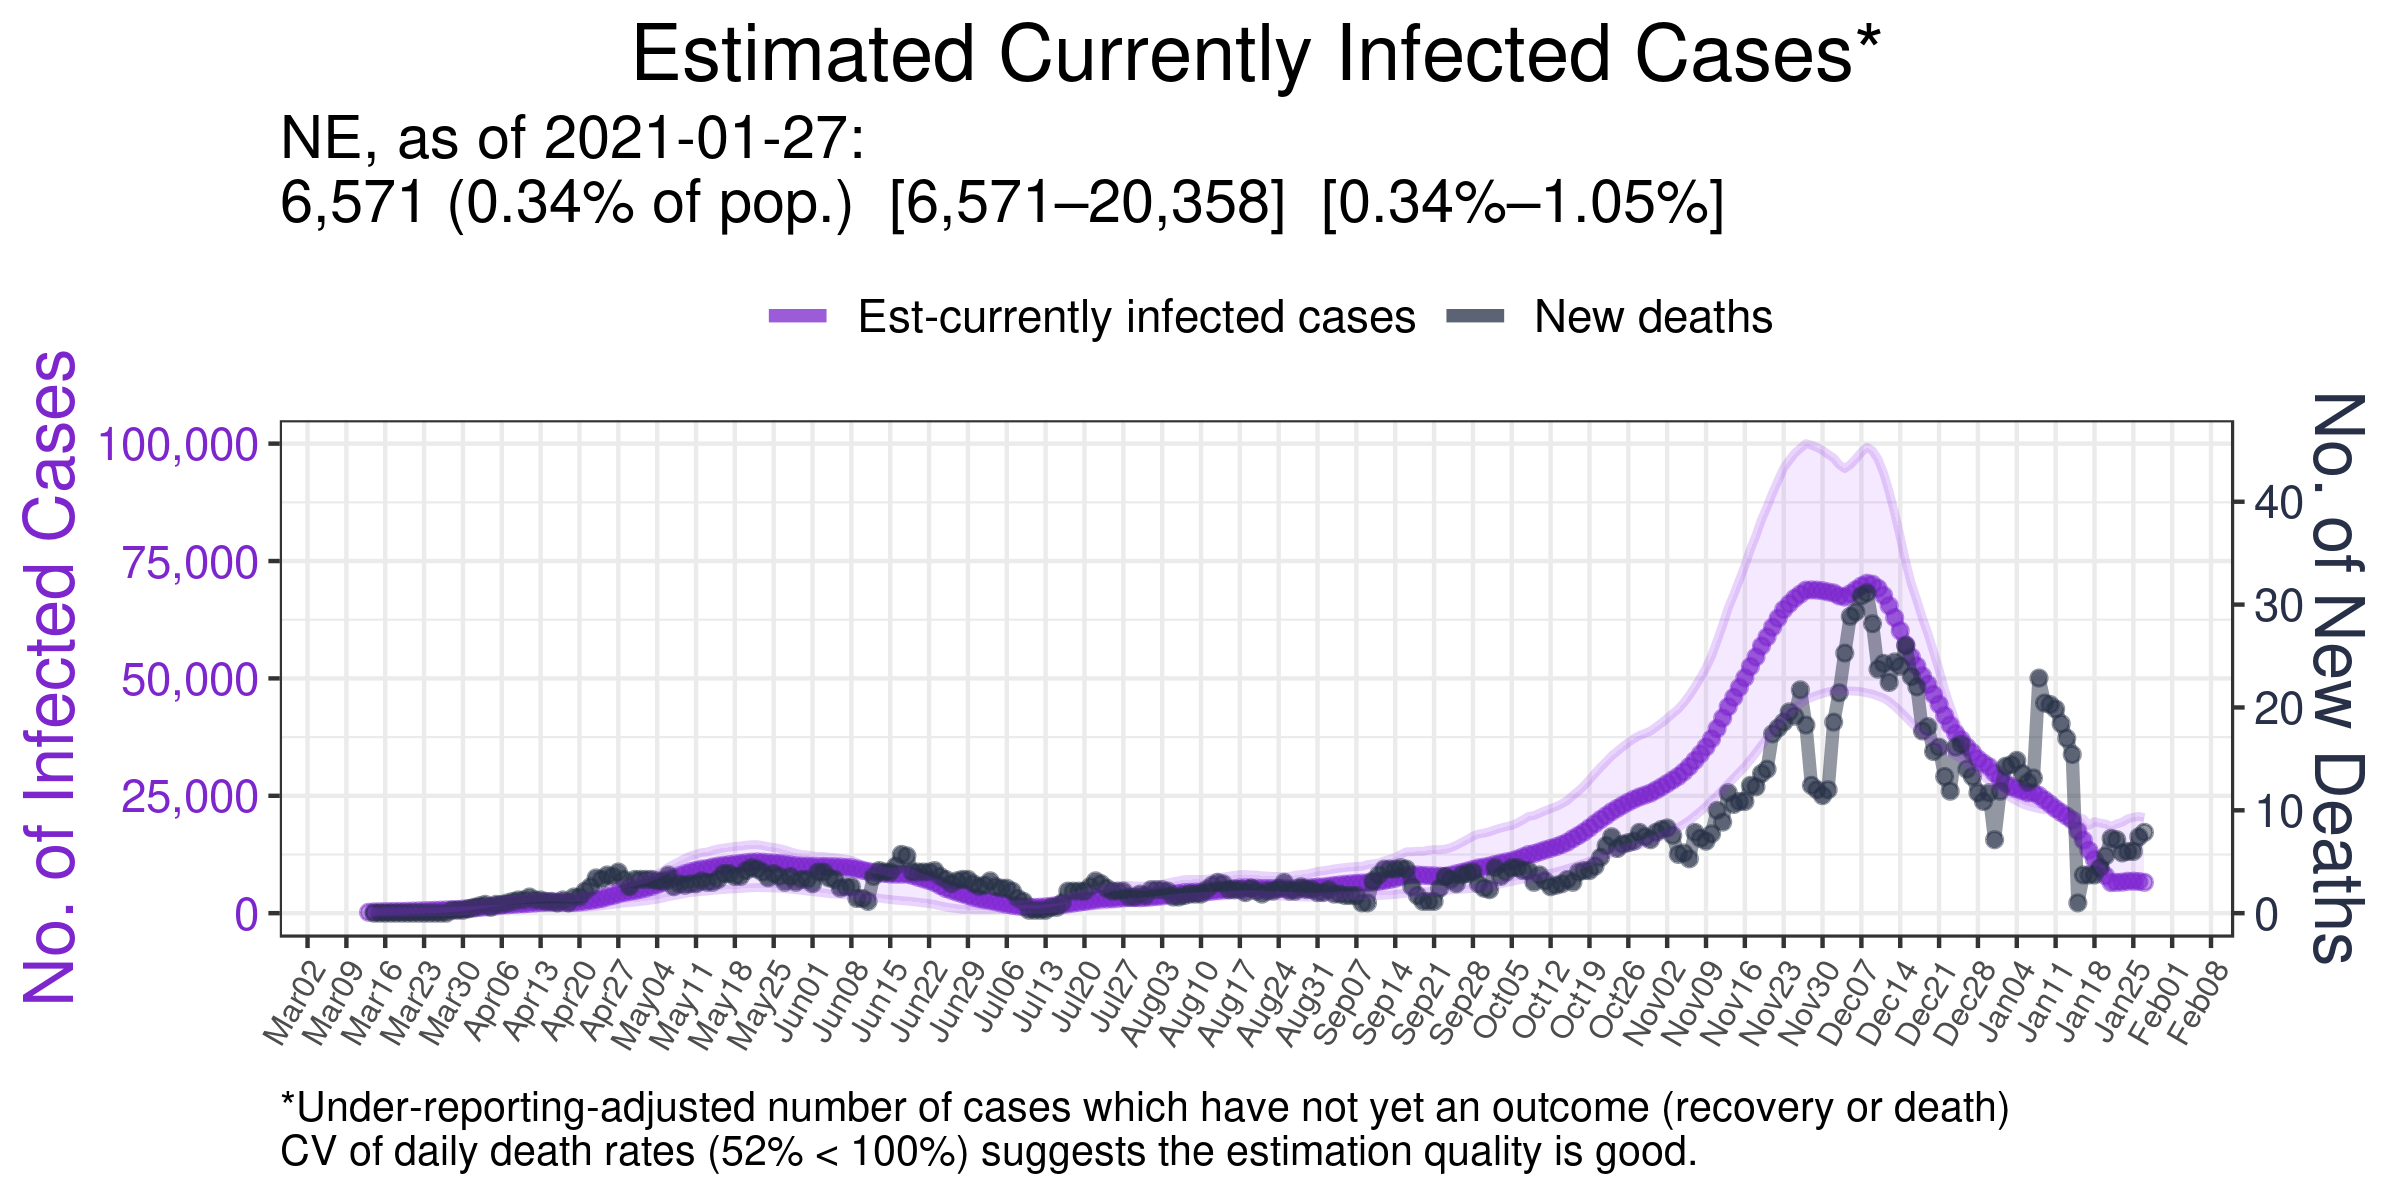 Estimated Currently Infected Cases*
NE, as of 2021-01-27:
6,571 (0.34% of pop.) [6,571–20,358] [0.34%–1.05%]
Est-currently infected cases
New deaths
No. of Infected Cases
100,000
75,000
50,000
25,000
0
No. of New Deaths
40
30
20
10
0
Mar02
Mar09
Mar16
Mar23
Mar30
Apr06
Apr13
Apr20
Apr27
May04
May11
May18
May25
Jun01
Jun08
Jun15
Jun22
Jun29
Jul06
Jul13
Jul20
Jul27
Aug03
Aug10
Aug17
Aug24
Aug31
Sep07
Sep14
Sep21
Sep28
Oct05
Oct12
Oct19
Oct26
Nov02
Nov09
Nov16
Nov23
Nov30
Dec07
Dec14
Dec21
Dec28
Jan04
Jan11
Jan18
Jan25
Feb01
Feb08
*Under-reporting-adjusted number of cases which have not yet an outcome (recovery or death)
CV of daily death rates (52% < 100%) suggests the estimation quality is good.